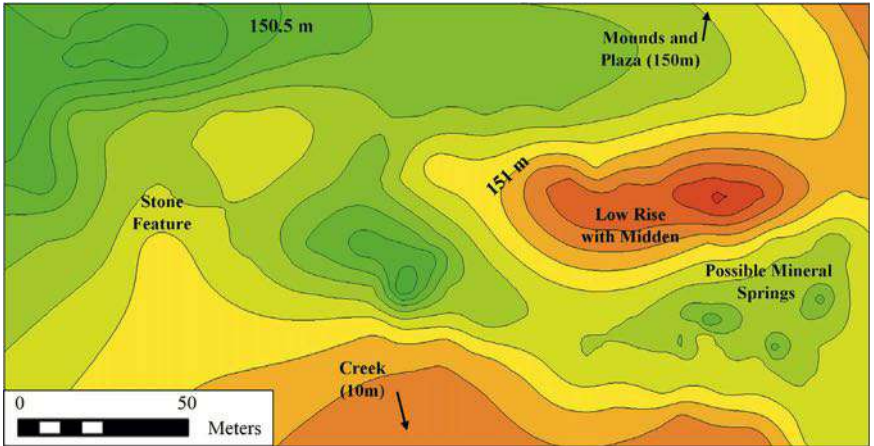 150.5 m
Mounds and
Plaza (150m)
151 m
Stone
Feature
Low Rise
with Midden
Possible Mineral
Springs
Creek
(10m)
0 50
Meters